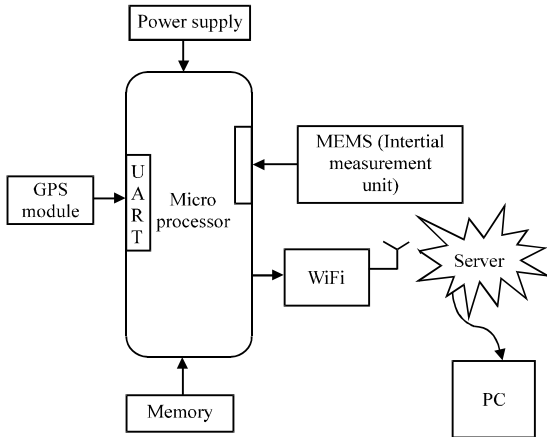 Power supply
MEMS (Intertial
measurement
unit)
U
A
R
T
GPS
module
Micro
processor
WiFi
Server
PC
Memory